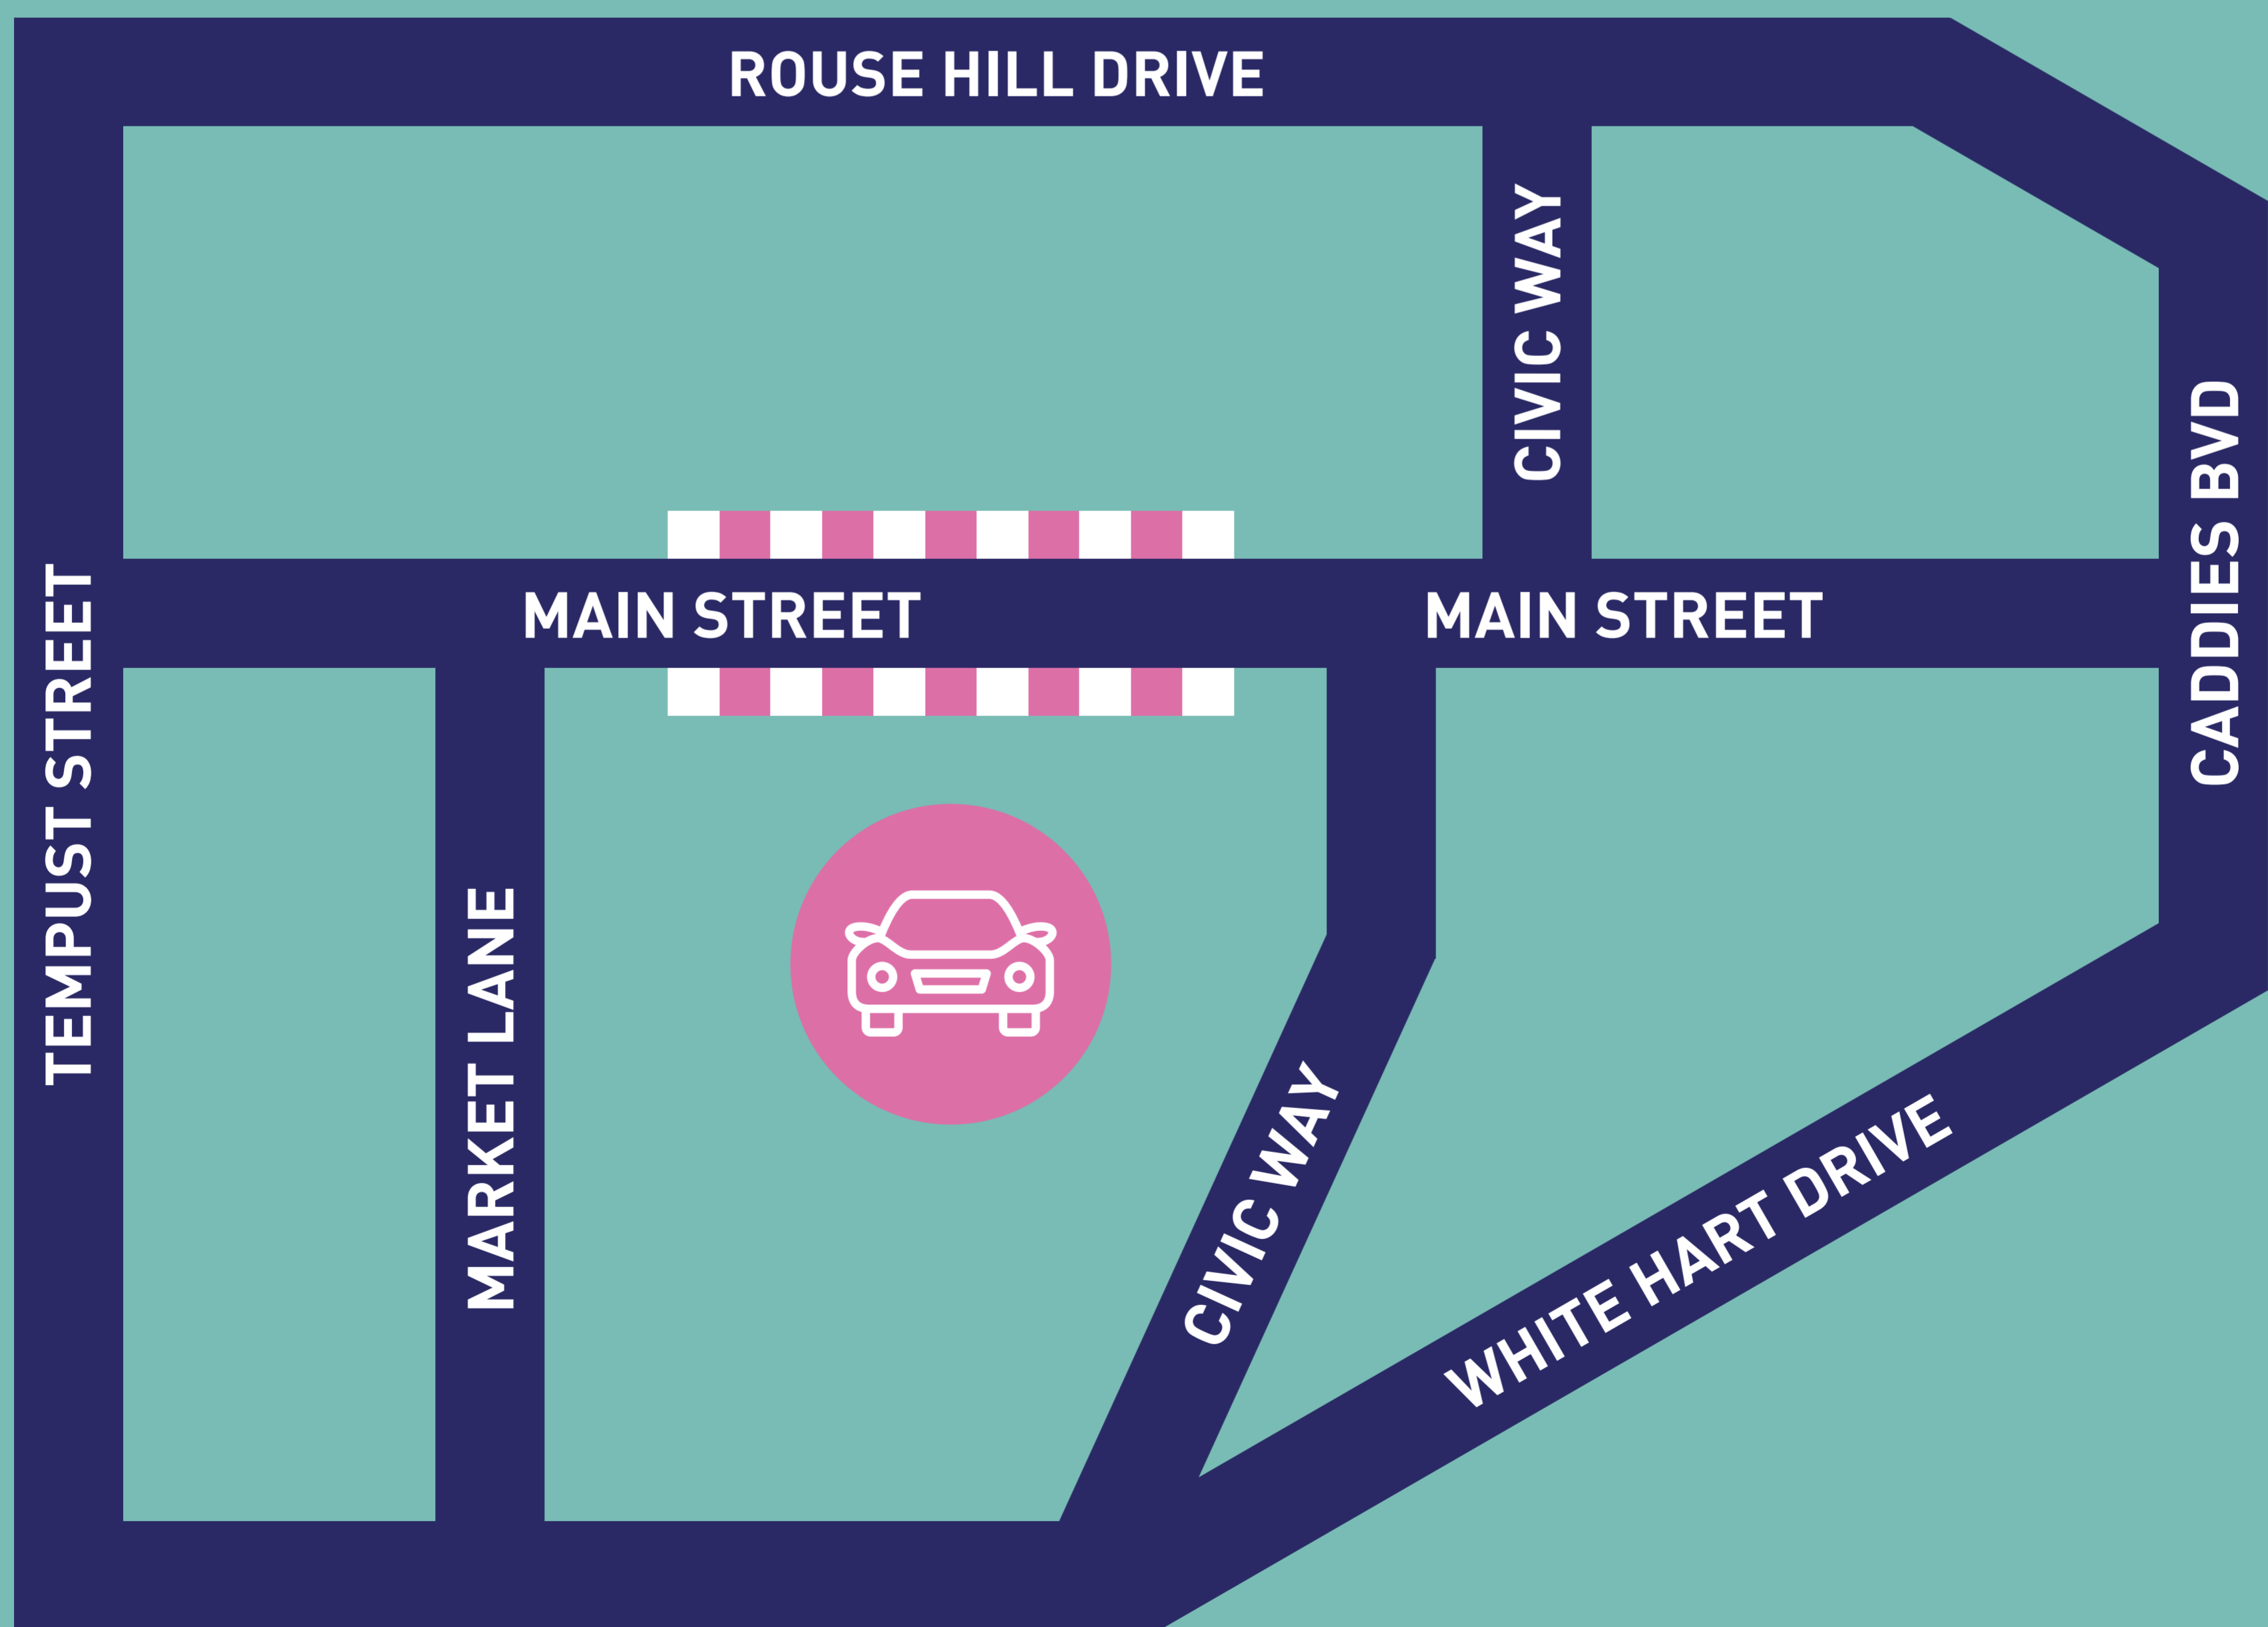 ROUSE HILL DRIVE
CIVIC WAY
CADDIES BVD
MAIN STREET
MAIN STREET
TEMPUST STREET
MARKET LANE
CIVIC WAY
WHITE HART DRIVE